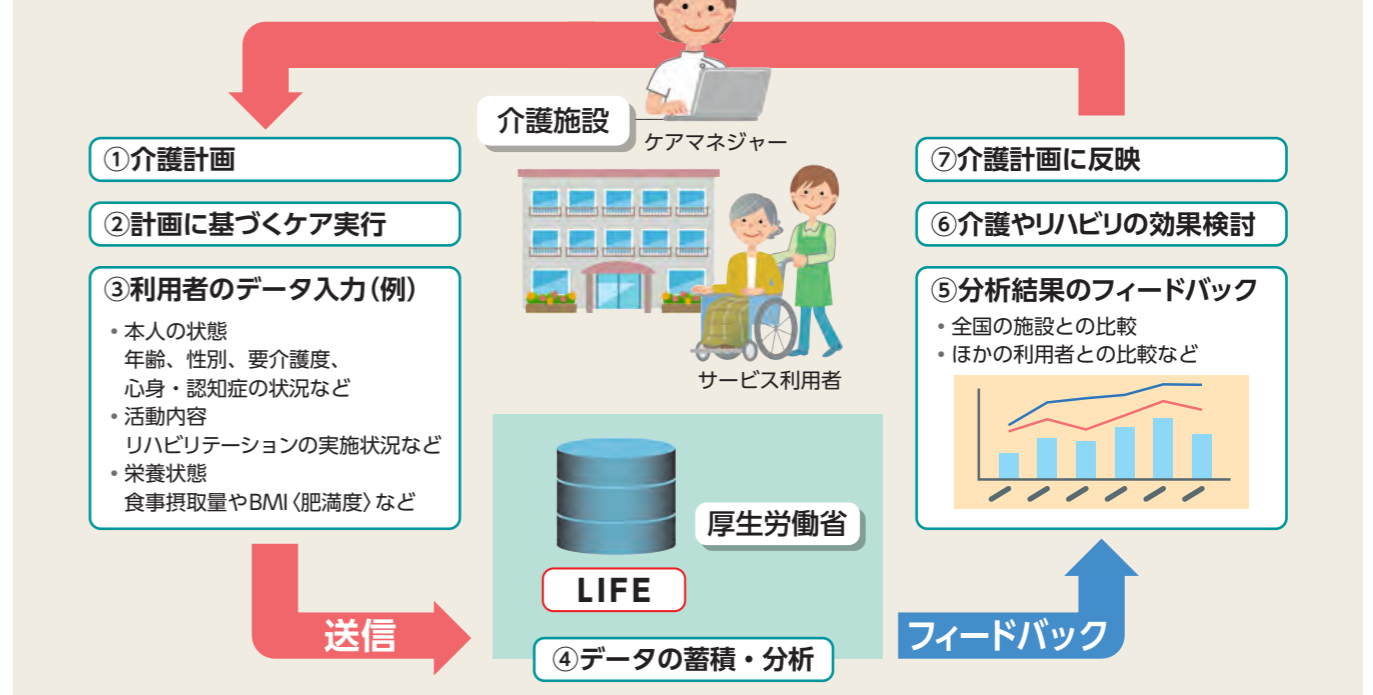 介護施設
ケアマネジャー
サービス利用者
①介護計画
②計画に基づくケア実行
③利用者のデータ入力(例)
・本人の状態
年齢、性別、要介護度、
心身・認知症の状況など
・活動内容
リハビリテーションの実施状況など
・栄養状態
食事摂取量やBMI〈肥満度〉など
送信
厚生労働省
LIFE
④データの蓄積・分析
フィードバック
⑤分析結果のフィードバック
・全国の施設との比較
・ほかの利用者との比較など
⑥介護やリハビリの効果検討
⑦介護計画に反映